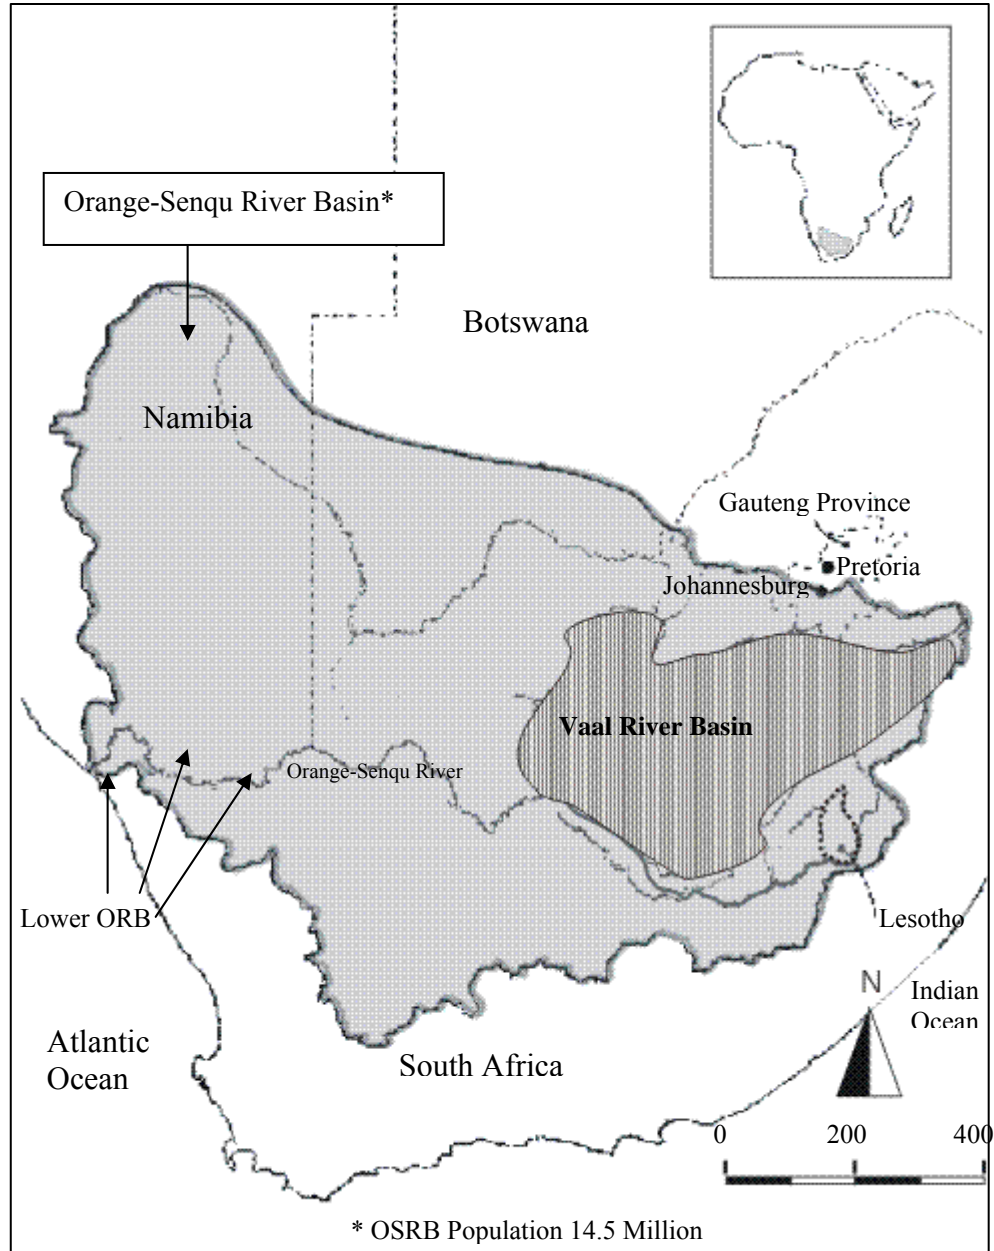 Orange-Senqu River Basin*
Botswana
Namibia
Gauteng Province
Pretoria
Johannesburg
Vaal River Basin
Orange-Senqu River
Lower ORB
Lesotho
N
Indian
Ocean
Atlantic
Ocean
South Africa
0 200 400
* OSRB Population 14.5 Million